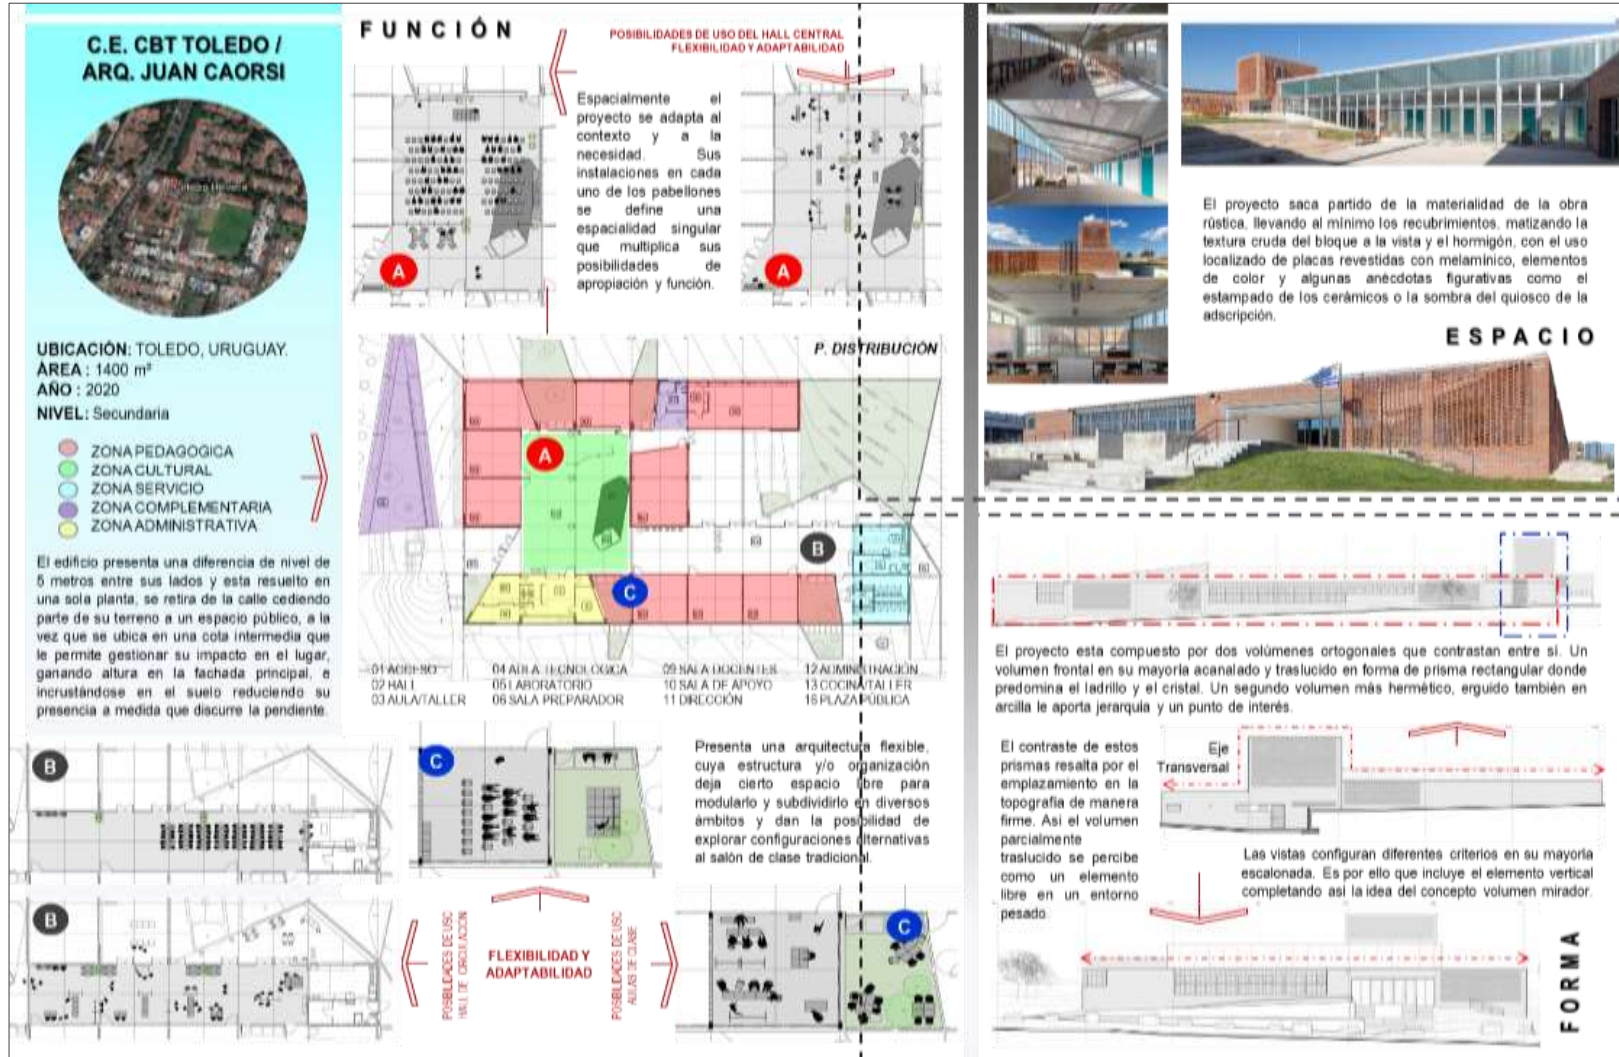 C.E. CBT TOLEDO /
ARQ. JUAN CAORSI
UBICACIÓN: TOLEDO, URUGUAY.
ÁREA : 1400 m²
AÑO : 2020
NIVEL: Secundaria
ZONA PEDAGOGICA
ZONA CULTURAL
ZONA SERVICIO
ZONA COMPLEMENTARIA
ZONA ADMINISTRATIVA
El edificio presenta una diferencia de nivel de
5 metros entre sus lados y esta resuelto en
una sola planta, se retira de la calle cediendo
parte de su terreno a un espacio público, a la
vez que se ubica en una cota intermedia que
le permite gestionar su impacto en el lugar,
ganando altura en la fachada principal, e
incrustándose en el suelo reduciendo su
presencia a medida que discurre la pendiente.
FUNCIÓN
POSIBILIDADES DE USO DEL HALL CENTRAL
FLEXIBILIDAD Y ADAPTABILIDAD
Espacialmente el
proyecto se adapta al
contexto y a la
necesidad. Sus
instalaciones en cada
uno de los pabellones
se define una
espacialidad singular
que multiplica sus
posibilidades de
apropiación y función.
A
A
P. DISTRIBUCIÓN
A
B
C
01 ACCESO
02 HALL
03 AULA/TALLER
04 AULA TECNOLOGICA
05 LABORATORIO
06 SALA PREPARADOR
09 SALA DOCENTES
10 SALA DE APOYO
11 DIRECCIÓN
12 ADMINISTRACIÓN
13 COCINA/TALLER
16 PLAZA PÚBLICA
B
B
C
Presenta una arquitectura flexible,
cuya estructura y/o organización
deja cierto espacio libre para
modularlo y subdividirlo en diversos
ámbitos y dan la posibilidad de
explorar configuraciones alternativas
al salón de clase tradicional.
POSIBILIDADES DE USO
HALL DE CIRCULACION
FLEXIBILIDAD Y
ADAPTABILIDAD
POSIBILIDADES DE USO
AULAS DE CLASE
C
El proyecto saca partido de la materialidad de la obra
rústica, llevando al mínimo los recubrimientos, matizando la
textura cruda del bloque a la vista y el hormigón, con el uso
localizado de placas revestidas con melamínico, elementos
de color y algunas anécdotas figurativas como el
estampado de los cerámicos o la sombra del quiosco de la
adscripción.
ESPACIO
El proyecto esta compuesto por dos volúmenes ortogonales que contrastan entre si. Un
volumen frontal en su mayoría acanalado y traslucido en forma de prisma rectangular donde
predomina el ladrillo y el cristal. Un segundo volumen más hermético, erguido también en
arcilla le aporta jerarquía y un punto de interés.
El contraste de estos
prismas resalta por el
emplazamiento en la
topografía de manera
firme. Asi el volumen
parcialmente
traslucido se percibe
como un elemento
libre en un entorno
pesado.
Eje
Transversal
Las vistas configuran diferentes criterios en su mayoría
escalonada. Es por ello que incluye el elemento vertical
completando asi la idea del concepto volumen mirador.
FORMA